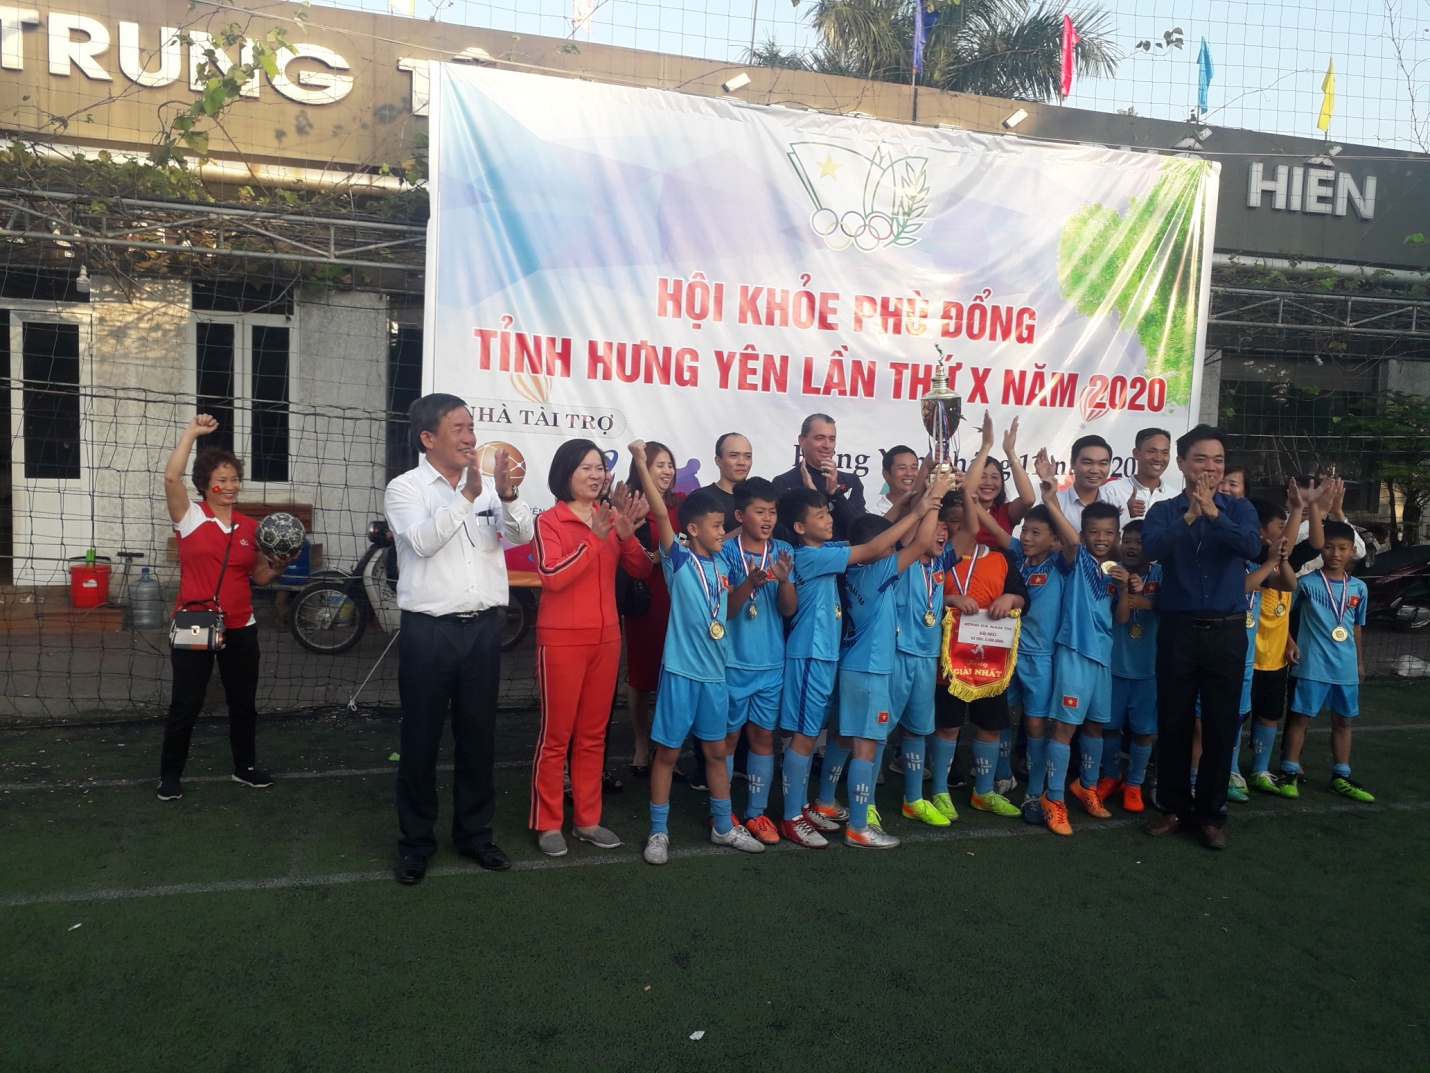 TRUNG
HIỀN
HỘI KHỎE PHÙ ĐỔNG
TỈNH HƯNG YÊN LẦN THỨ X NĂM 2020
NHÀ TÀI TRỢ
GIẢI NHẤT